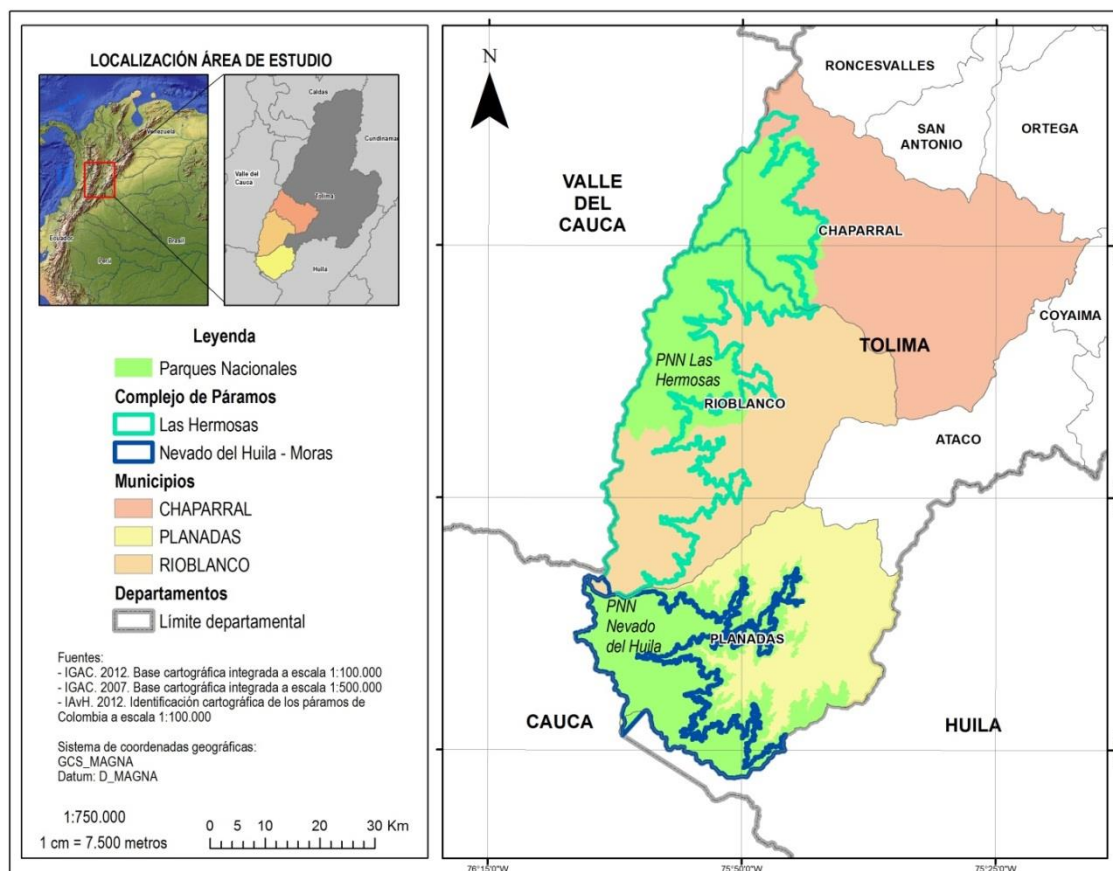 LOCALIZACIÓN ÁREA DE ESTUDIO
Venezuela
Ecuador
Perú
Brasil
Caldas
Cundinamar
Valle del
Cauca
Tolima
Huila
Leyenda
Parques Nacionales
Complejo de Páramos
Las Hermosas
Nevado del Huila - Moras
Municipios
CHAPARRAL
PLANADAS
RIOBLANCO
Departamentos
Límite departamental
Fuentes:
- IGAC. 2012. Base cartográfica integrada a escala 1:100.000
- IGAC. 2007. Base cartográfica integrada a escala 1:500.000
- IAvH. 2012. Identificación cartográfica de los páramos de
Colombia a escala 1:100.000
Sistema de coordenadas geográficas:
GCS_MAGNA
Datum: D_MAGNA
1:750.000
1 cm = 7.500 metros
0 5 10 20 30 Km
N
RONCESVALLES
SAN
ANTONIO
ORTEGA
VALLE
DEL
CAUCA
CHAPARRAL
COYAIMA
TOLIMA
PNN Las
Hermosas
RIOBLANCO
ATACO
PNN
Nevado
del Huila
PLANADAS
CAUCA
HUILA
76°15'0"W
75°50'0"W
75°25'0"W